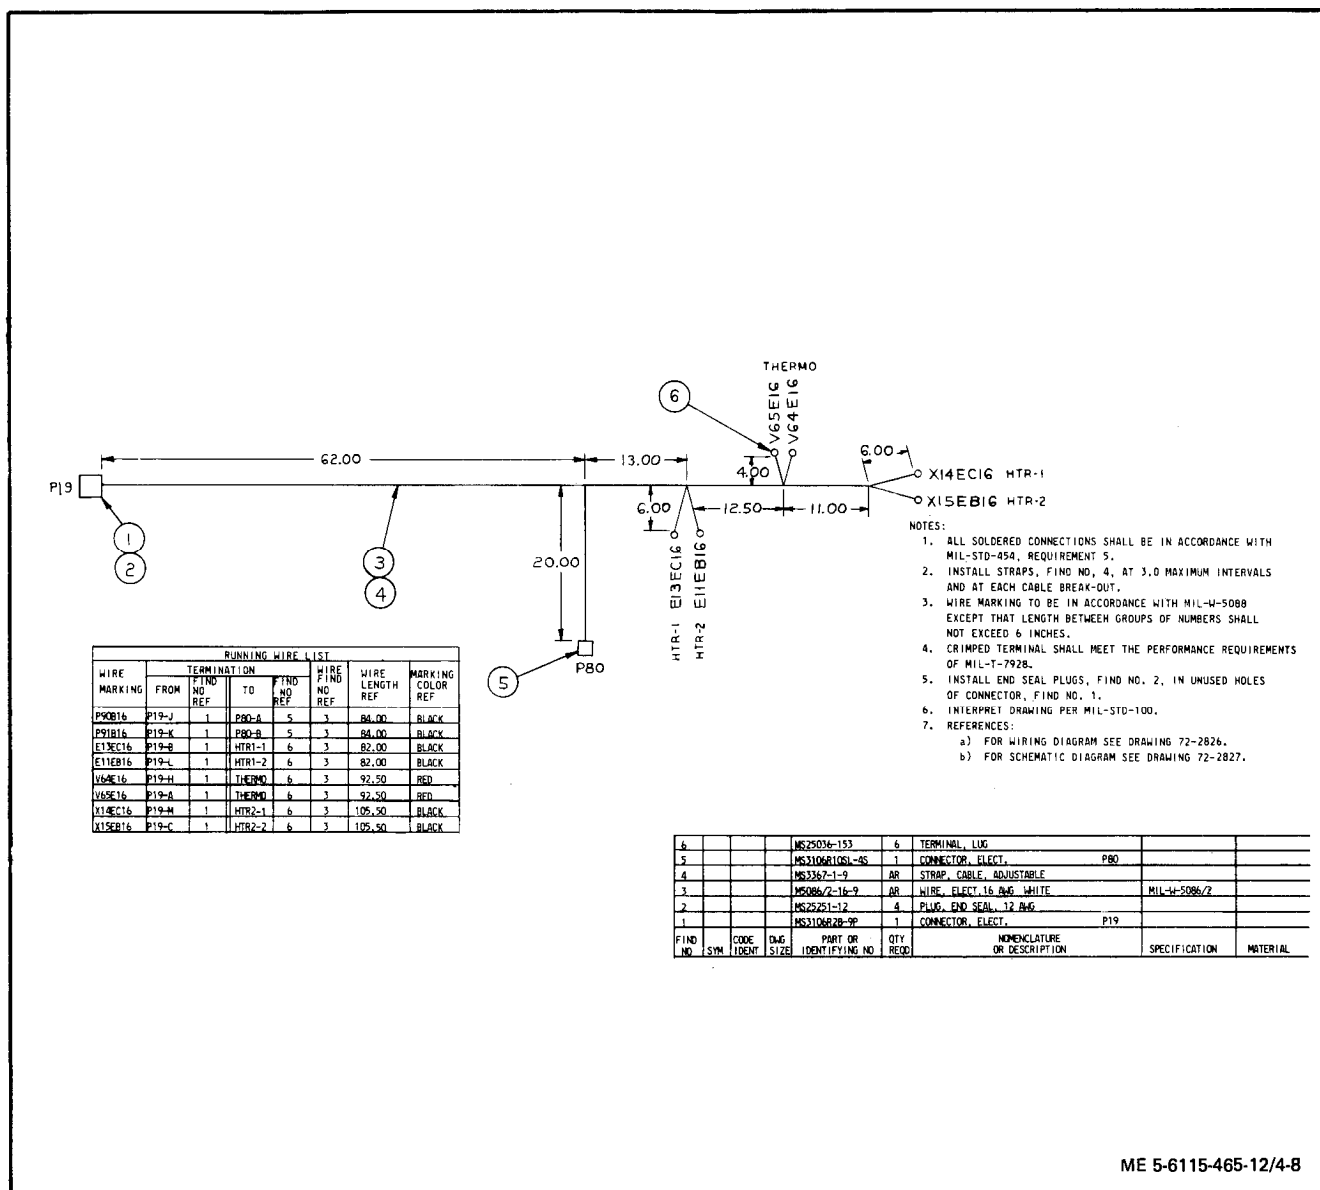 THERMO
6
V65E16
V64E16
62.00
13.00
4.00
6.00
P19
X14EC16 HTR-1
X15EB16 HTR-2
6.00
12.50
11.00
1
2
3
4
20.00
HTR-1 E13EC16
HTR-2 E11EB16
5
P80
NOTES:
1. ALL SOLDERED CONNECTIONS SHALL BE IN ACCORDANCE WITH
MIL-STD-454, REQUIREMENT 5.
2. INSTALL STRAPS, FIND NO, 4, AT 3.0 MAXIMUM INTERVALS
AND AT EACH CABLE BREAK-OUT.
3. WIRE MARKING TO BE IN ACCORDANCE WITH MIL-W-5088
EXCEPT THAT LENGTH BETWEEN GROUPS OF NUMBERS SHALL
NOT EXCEED 6 INCHES.
4. CRIMPED TERMINAL SHALL MEET THE PERFORMANCE REQUIREMENTS
OF MIL-T-7928.
5. INSTALL END SEAL PLUGS, FIND NO. 2, IN UNUSED HOLES
OF CONNECTOR, FIND NO. 1.
6. INTERPRET DRAWING PER MIL-STD-100.
7. REFERENCES:
a) FOR WIRING DIAGRAM SEE DRAWING 72-2826.
b) FOR SCHEMATIC DIAGRAM SEE DRAWING 72-2827.
RUNNING WIRE LIST
WIRE MARKING TERMINATION FROM FIND NO REF TO FIND NO REF WIRE FIND NO REF WIRE LENGTH REF MARKING COLOR REF
P90B16 P19-J 1 P80-A 5 3 84.00 BLACK
P91B16 P19-K 1 P80-B 5 3 84.00 BLACK
E13EC16 P19-B 1 HTR1-1 6 3 82.00 BLACK
E11EB16 P19-L 1 HTR1-2 6 3 82.00 BLACK
V64E16 P19-H 1 THERMO 6 3 92.50 RED
V65E16 P19-A 1 THERMO 6 3 92.50 RED
X14EC16 P19-M 1 HTR2-1 6 3 105.50 BLACK
X15EB16 P19-C 1 HTR2-2 6 3 105.50 BLACK
6 MS25036-153 6 TERMINAL, LUG
5 MS3106R10SL-4S 1 CONNECTOR, ELECT. P80
4 MS3367-1-9 AR STRAP, CABLE, ADJUSTABLE
3 M5086/2-16-9 AR WIRE, ELECT,16 AWG WHITE MIL-W-5086/2
2 MS25251-12 4 PLUG, END SEAL, 12 AWG
1 MS3106R28-9P 1 CONNECTOR, ELECT. P19
FIND NO SYM CODE IDENT DWG SIZE PART OR IDENTIFYING NO QTY REQD NOMENCLATURE OR DESCRIPTION SPECIFICATION MATERIAL
ME 5-6115-465-12/4-8